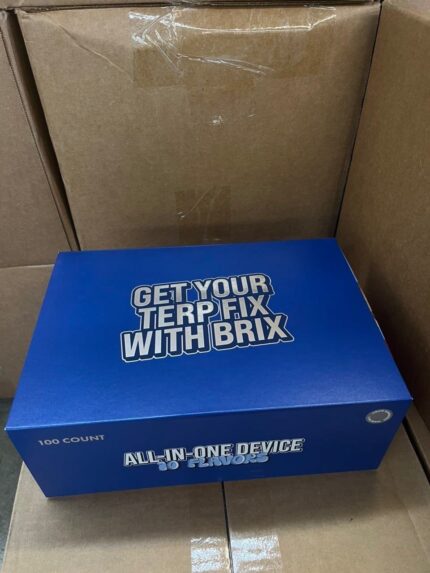 GET YOUR
TERP FIX
WITH BRIX
100 COUNT
ALL-IN-ONE DEVICE
10 FLAVORS